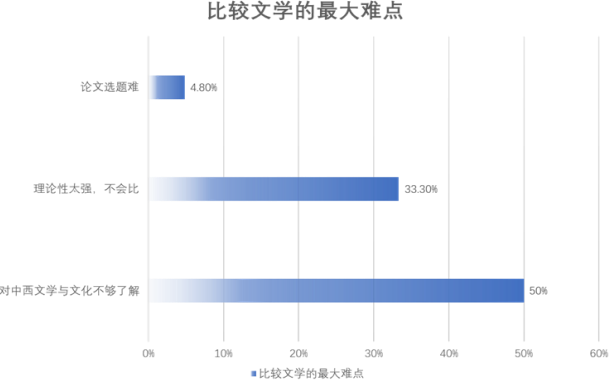 比较文学的最大难点
论文选题难
4.80%
理论性太强，不会比
33.30%
对中西文学与文化不够了解
50%
0% 10% 20% 30% 40% 50% 60%
比较文学的最大难点